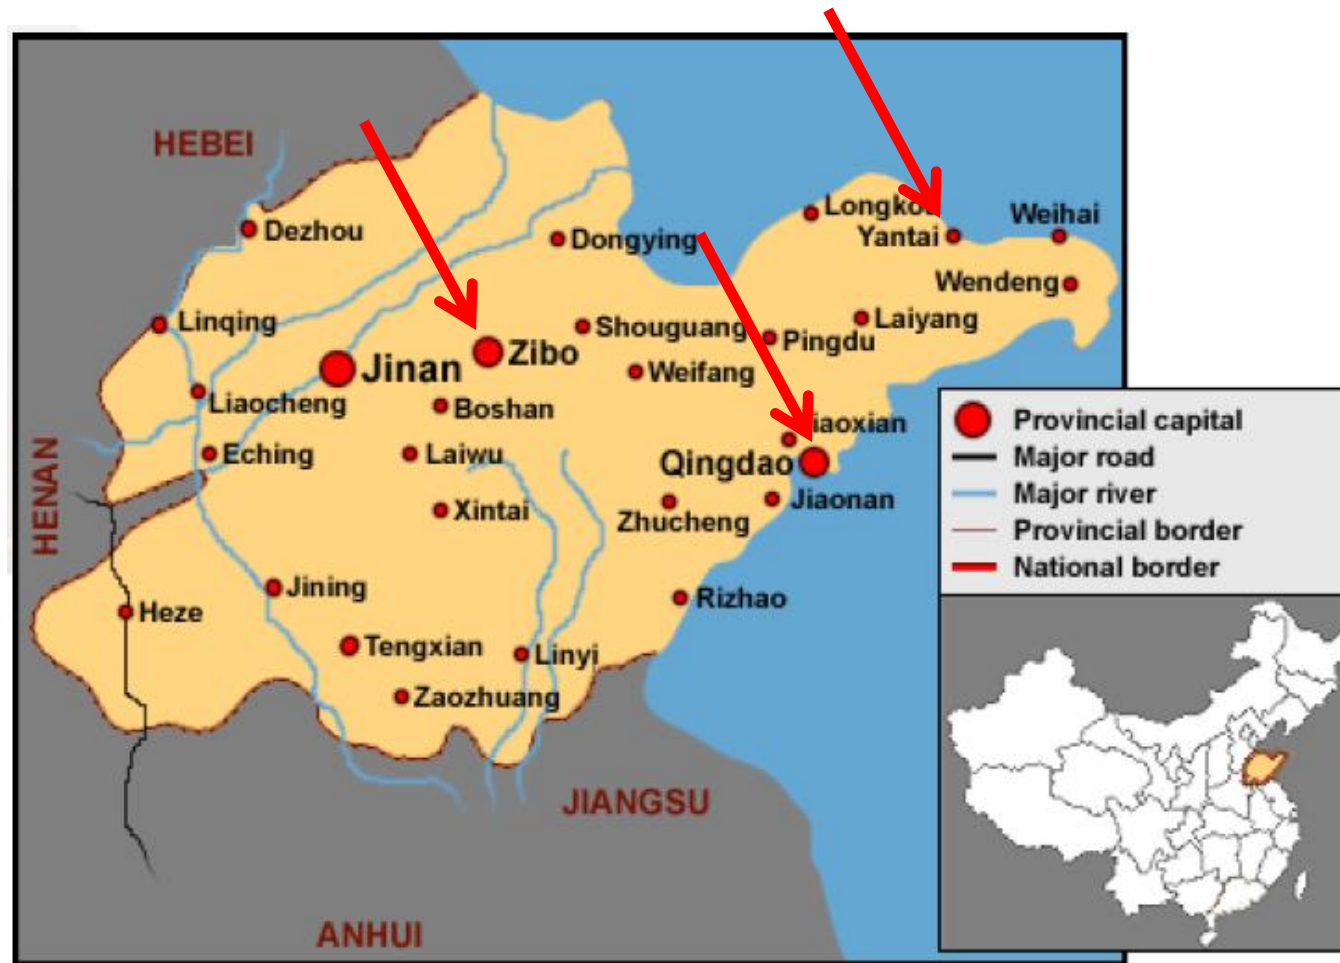 HEBEI
Dezhou
Dongying
Yantai
Weihai
Wendeng
Linqing
Shouguang
Laiyang
Pingdu
Jinan
Zibo
Weifang
Liaocheng
Boshan
Provincial capital
Eching
Laiwu
Qingdao
Major road
Xintai
Zhucheng
Jiaonan
Major river
Provincial border
HENAN
National border
Jining
Heze
Rizhao
Tengxian
Linyi
Zaozhuang
JIANGSU
ANHUI